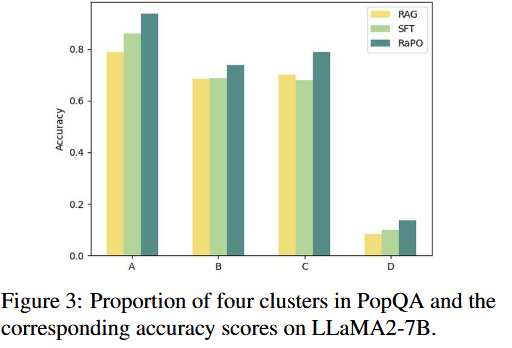 RAG
SFT
RaPO
Accuracy
0.8
0.6
0.4
0.2
0.0
A B C D
Figure 3: Proportion of four clusters in PopQA and the
corresponding accuracy scores on LLaMA2-7B.